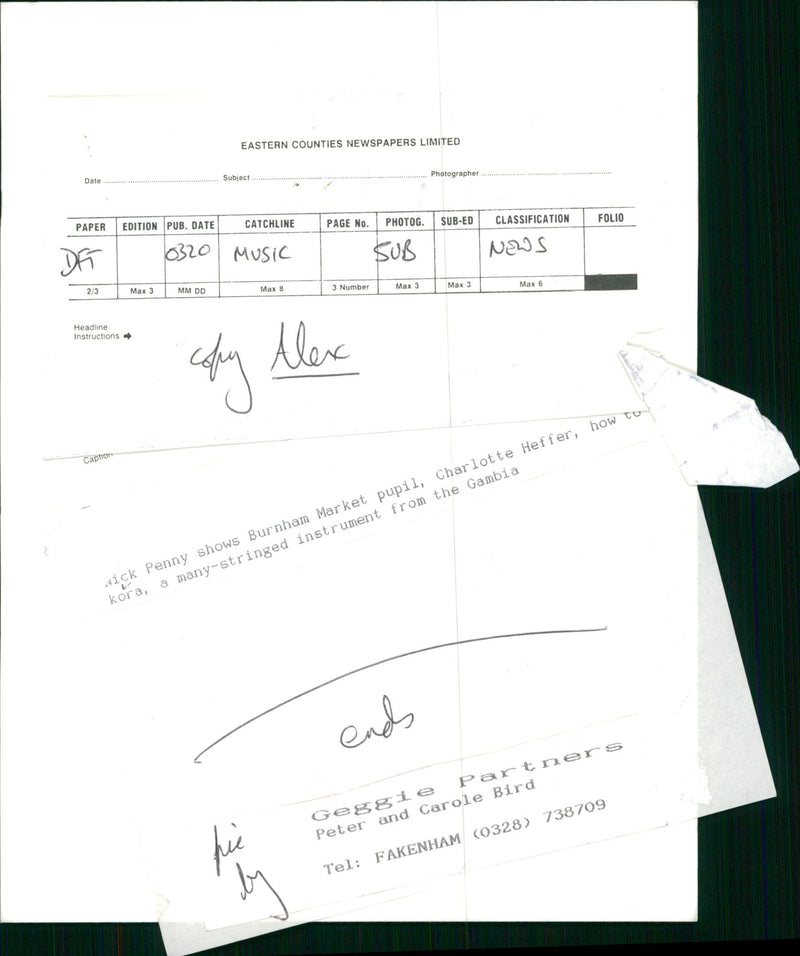 EASTERN COUNTIES NEWSPAPERS LIMITED
Date Subject Photographer
PAPER EDITION PUB. DATE CATCHLINE PAGE No. PHOTOG. SUB-ED CLASSIFICATION FOLIO
DFT 0320 MUSIC SUB NEWS
2/3 Max 3 MM DD Max 8 3 Number Max 3 Max 3 Max 6
Headline
Instructions
copy Alex
Caption
Nick Penny shows Burnham Market pupil, Charlotte Heffer, how to
kora, a many-stringed instrument from the Gambia
ends
pic
by
Geggie Partners
Peter and Carole Bird
Tel: FAKENHAM (0328) 738709